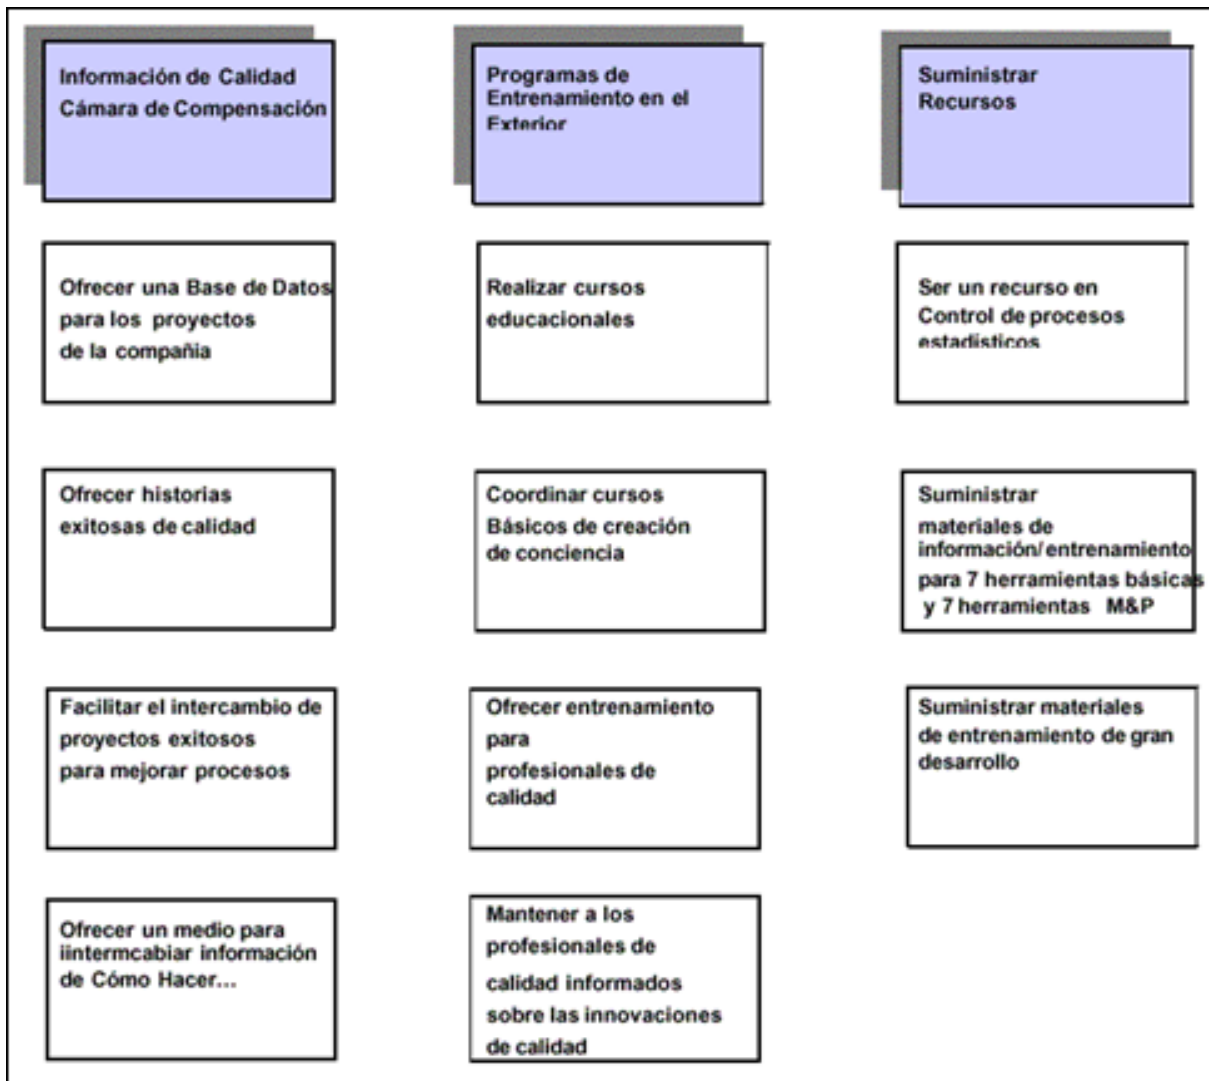 Información de Calidad
Cámara de Compensación
Ofrecer una Base de Datos
para los proyectos
de la compañia
Ofrecer historias
exitosas de calidad
Facilitar el intercambio de
proyectos exitosos
para mejorar procesos
Ofrecer un medio para
iintermcabiar información
de Cómo Hacer...
Programas de
Entrenamiento en el
Exterior
Realizar cursos
educacionales
Coordinar cursos
Básicos de creación
de conciencia
Ofrecer entrenamiento
para
profesionales de
calidad
Mantener a los
profesionales de
calidad informados
sobre las innovaciones
de calidad
Suministrar
Recursos
Ser un recurso en
Control de procesos
estadísticos
Suministrar
materiales de
información/entrenamiento
para 7 herramientas básicas
y 7 herramientas M&P
Suministrar materiales
de entrenamiento de gran
desarrollo